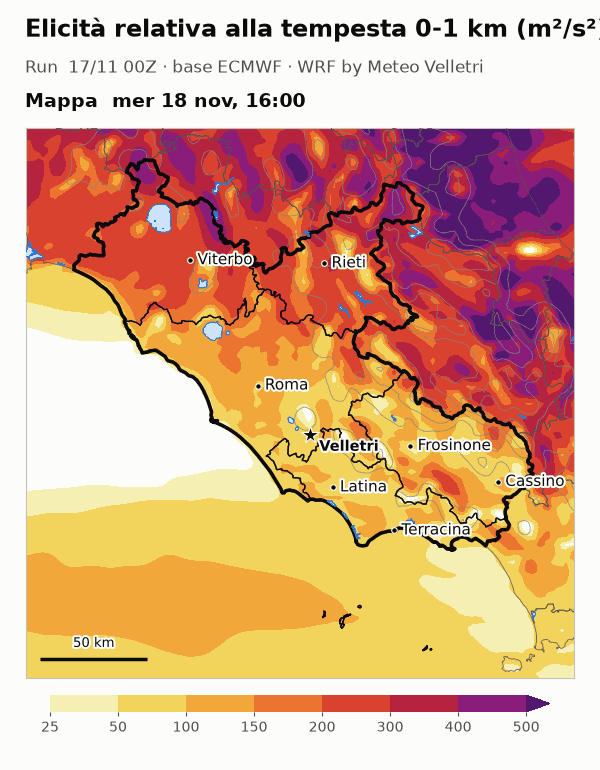 Elicità relativa alla tempesta 0-1 km (m²/s²)
Run 17/11 00Z · base ECMWF · WRF by Meteo Velletri
Mappa mer 18 nov, 16:00
Viterbo
Rieti
Roma
Velletri
Frosinone
Cassino
Latina
Terracina
50 km
25 50 100 150 200 300 400 500